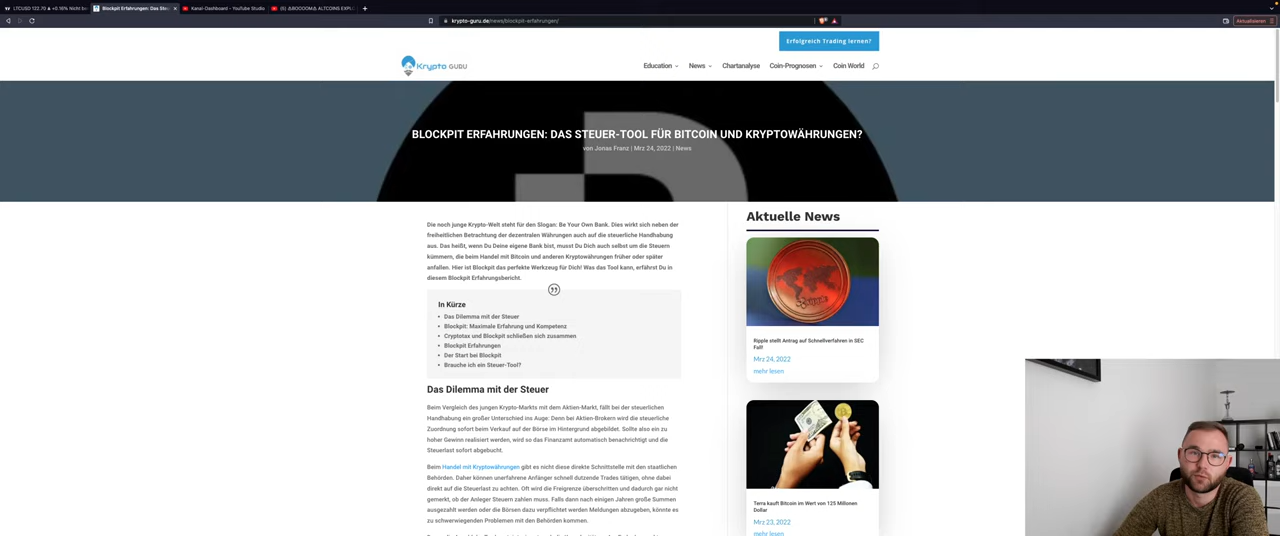 LTCUSD 122.70 ▲ +0.16%
Blockpit Erfahrungen: Das Steu
Kanal-Dashboard - YouTube Studio
krypto-guru.de/news/blockpit-erfahrungen/
Aktualisieren
Erfolgreich Trading lernen?
Krypto GURU
Education
News
Chartanalyse
Coin-Prognosen
Coin World
BLOCKPIT ERFAHRUNGEN: DAS STEUER-TOOL FÜR BITCOIN UND KRYPTOWÄHRUNGEN?
von Jonas Franz | Mrz 24, 2022 | News
Die noch junge Krypto-Welt steht für den Slogan: Be Your Own Bank. Dies wirkt sich neben der
freiheitlichen Betrachtung der dezentralen Währungen auch auf die steuerliche Handhabung
aus. Das heißt, wenn Du Deine eigene Bank bist, musst Du Dich auch selbst um die Steuern
kümmern, die beim Handel mit Bitcoin und anderen Kryptowährungen früher oder später
anfallen. Hier ist Blockpit das perfekte Werkzeug für Dich! Was das Tool kann, erfährst Du in
diesem Blockpit Erfahrungsbericht.
In Kürze
Das Dilemma mit der Steuer
Blockpit: Maximale Erfahrung und Kompetenz
Cryptotax und Blockpit schließen sich zusammen
Blockpit Erfahrungen
Der Start bei Blockpit
Brauche ich ein Steuer-Tool?
Das Dilemma mit der Steuer
Beim Vergleich des jungen Krypto-Markts mit dem Aktien-Markt, fällt bei der steuerlichen
Handhabung ein großer Unterschied ins Auge: Denn bei Aktien-Brokern wird die steuerliche
Zuordnung sofort beim Verkauf auf der Börse im Hintergrund abgebildet. Sollte also ein zu
hoher Gewinn realisiert werden, wird so das Finanzamt automatisch benachrichtigt und die
Steuerlast sofort abgebucht.
Beim Handel mit Kryptowährungen gibt es nicht diese direkte Schnittstelle mit den staatlichen
Behörden. Daher können unerfahrene Anfänger schnell dutzende Trades tätigen, ohne dabei
direkt auf die Steuerlast zu achten. Oft wird die Freigrenze überschritten und dadurch gar nicht
gemerkt, ob der Anleger Steuern zahlen muss. Falls dann nach einigen Jahren große Summen
ausgezahlt werden oder die Börsen dazu verpflichtet werden Meldungen abzugeben, könnte es
zu schwerwiegenden Problemen mit den Behörden kommen.
Aktuelle News
Ripple stellt Antrag auf Schnellverfahren in SEC
Fall!
Mrz 24, 2022
mehr lesen
Terra kauft Bitcoin im Wert von 125 Millionen
Dollar
Mrz 23, 2022
mehr lesen